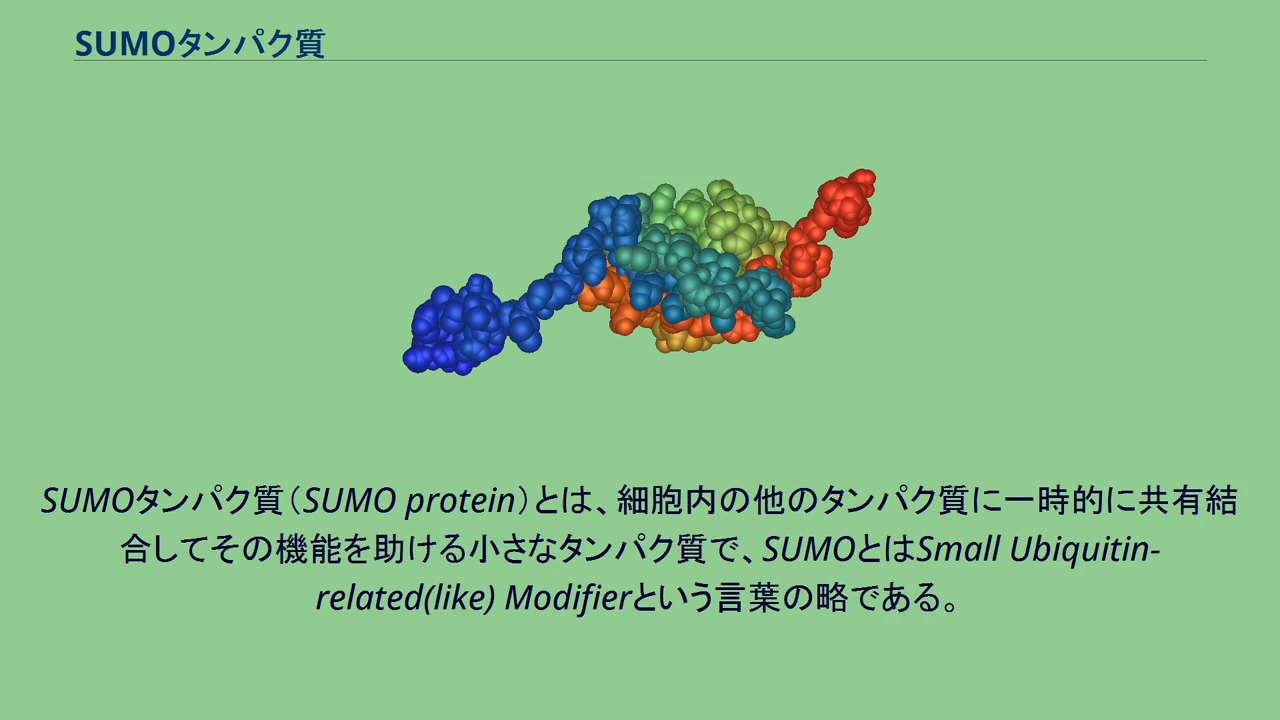 SUMOタンパク質
SUMOタンパク質（SUMO protein）とは、細胞内の他のタンパク質に一時的に共有結
合してその機能を助ける小さなタンパク質で、SUMOとはSmall Ubiquitin-
related(like) Modifierという言葉の略である。